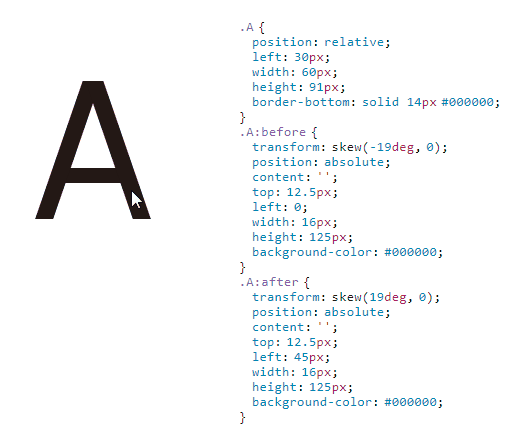 A
.A {
position: relative;
left: 30px;
width: 60px;
height: 91px;
border-bottom: solid 14px #000000;
}
.A:before {
transform: skew(-19deg, 0);
position: absolute;
content: '';
top: 12.5px;
left: 0;
width: 16px;
height: 125px;
background-color: #000000;
}
.A:after {
transform: skew(19deg, 0);
position: absolute;
content: '';
top: 12.5px;
left: 45px;
width: 16px;
height: 125px;
background-color: #000000;
}